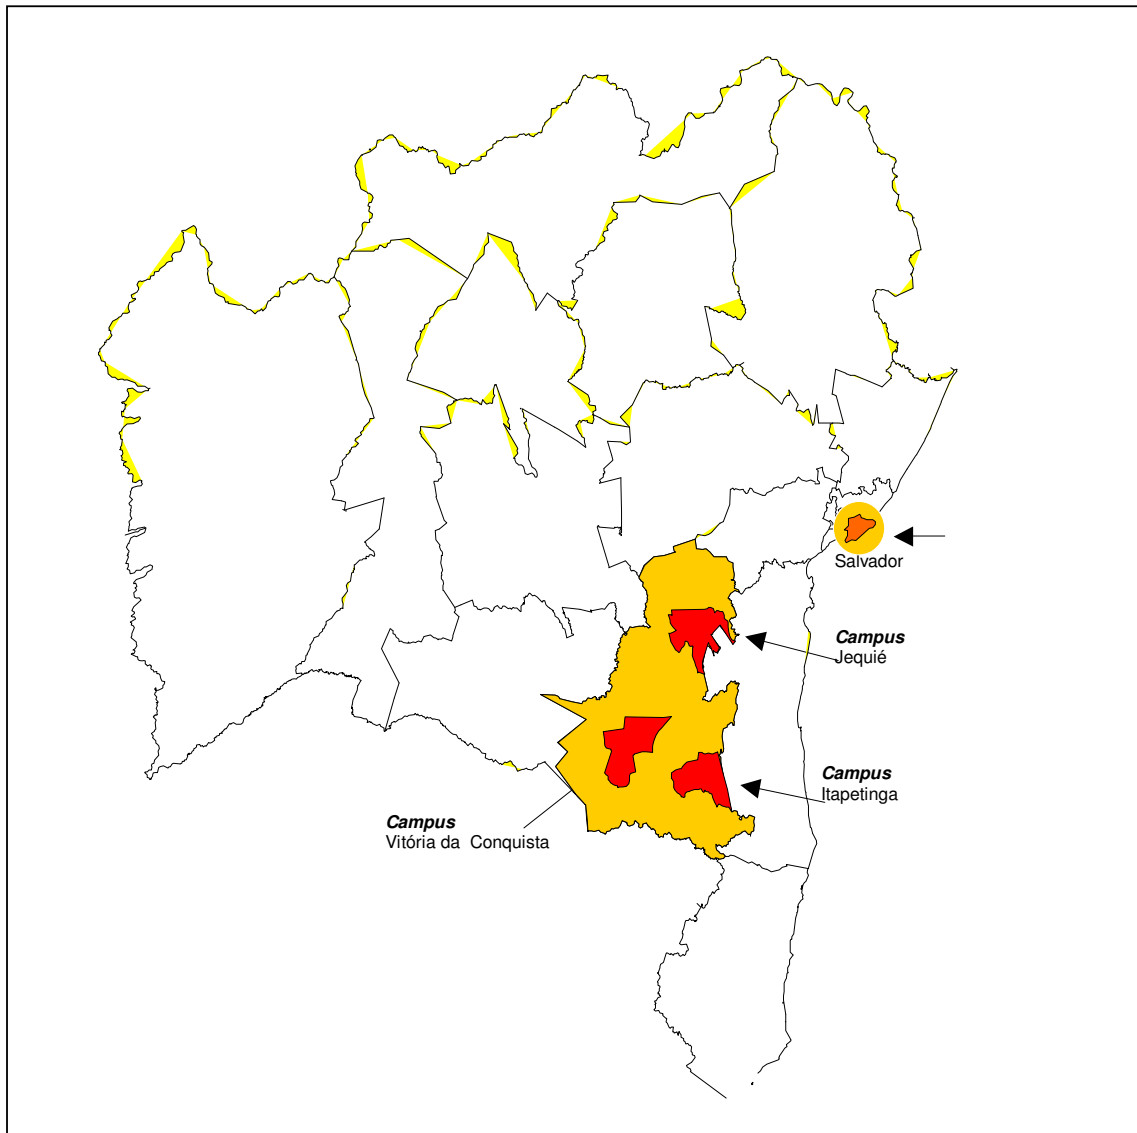 Salvador
Campus
Jequié
Campus
Itapetinga
Campus
Vitória da Conquista